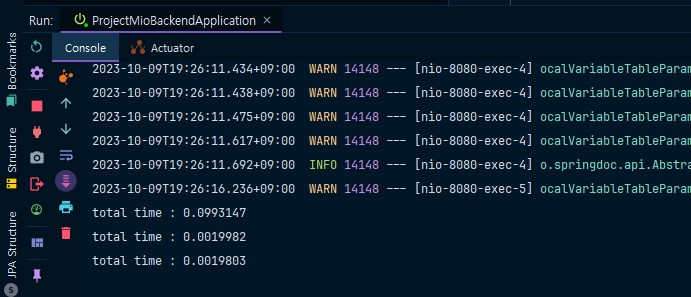 Run: ProjectMioBackendApplication ×
Console Actuator
Bookmarks
Structure
JPA Structure
S
2023-10-09T19:26:11.434+09:00 WARN 14148 --- [nio-8080-exec-4] ocalVariableTableParam
2023-10-09T19:26:11.438+09:00 WARN 14148 --- [nio-8080-exec-4] ocalVariableTableParam
2023-10-09T19:26:11.475+09:00 WARN 14148 --- [nio-8080-exec-4] ocalVariableTableParam
2023-10-09T19:26:11.617+09:00 WARN 14148 --- [nio-8080-exec-4] ocalVariableTableParam
2023-10-09T19:26:11.692+09:00 INFO 14148 --- [nio-8080-exec-4] o.springdoc.api.Abstra
2023-10-09T19:26:16.236+09:00 WARN 14148 --- [nio-8080-exec-5] ocalVariableTableParam
total time : 0.0993147
total time : 0.0019982
total time : 0.0019803